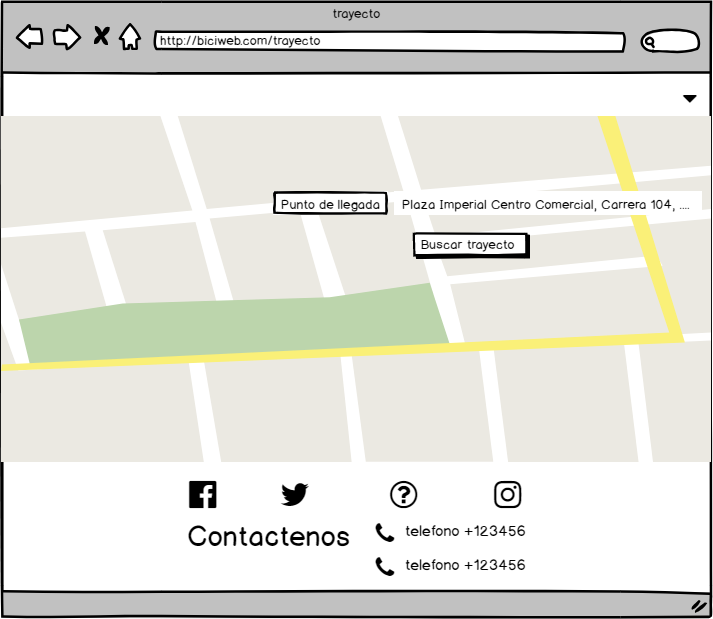 trayecto
http://biciweb.com/trayecto
Punto de llegada
Plaza Imperial Centro Comercial, Carrera 104, ....
Buscar trayecto
Contactenos
telefono +123456
telefono +123456